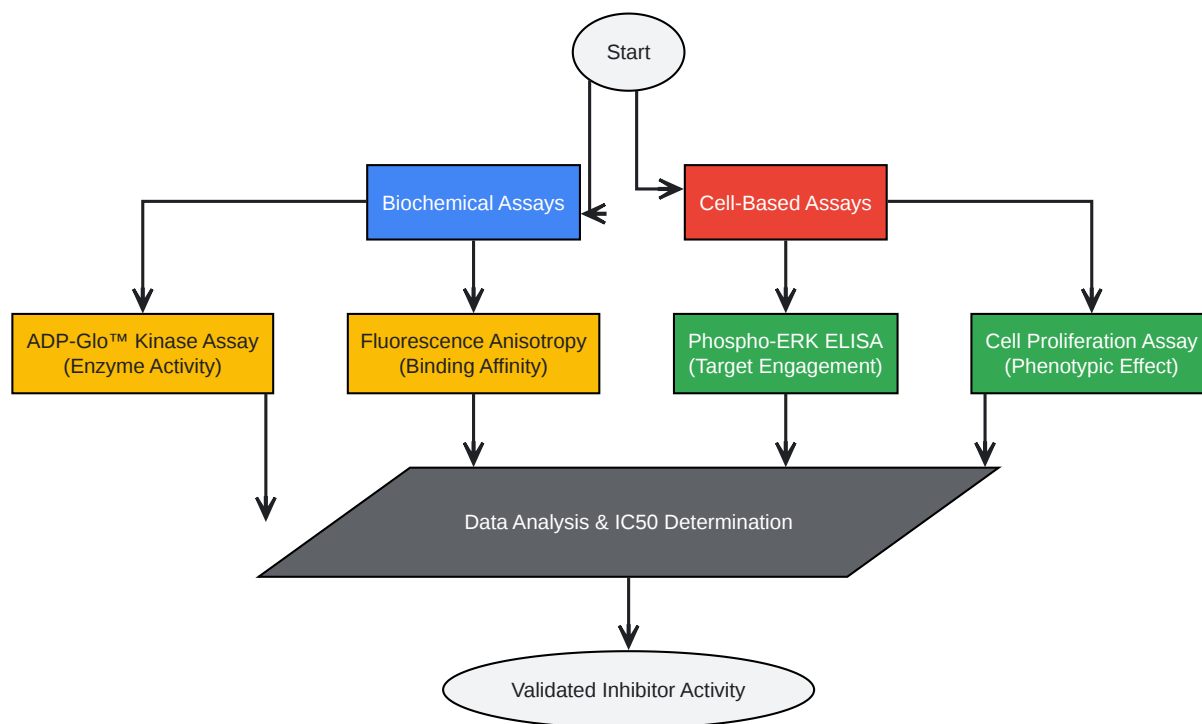 Start
Biochemical Assays
Cell-Based Assays
ADP-Glo™ Kinase Assay
(Enzyme Activity)
Fluorescence Anisotropy
(Binding Affinity)
Phospho-ERK ELISA
(Target Engagement)
Cell Proliferation Assay
(Phenotypic Effect)
Data Analysis & IC50 Determination
Validated Inhibitor Activity